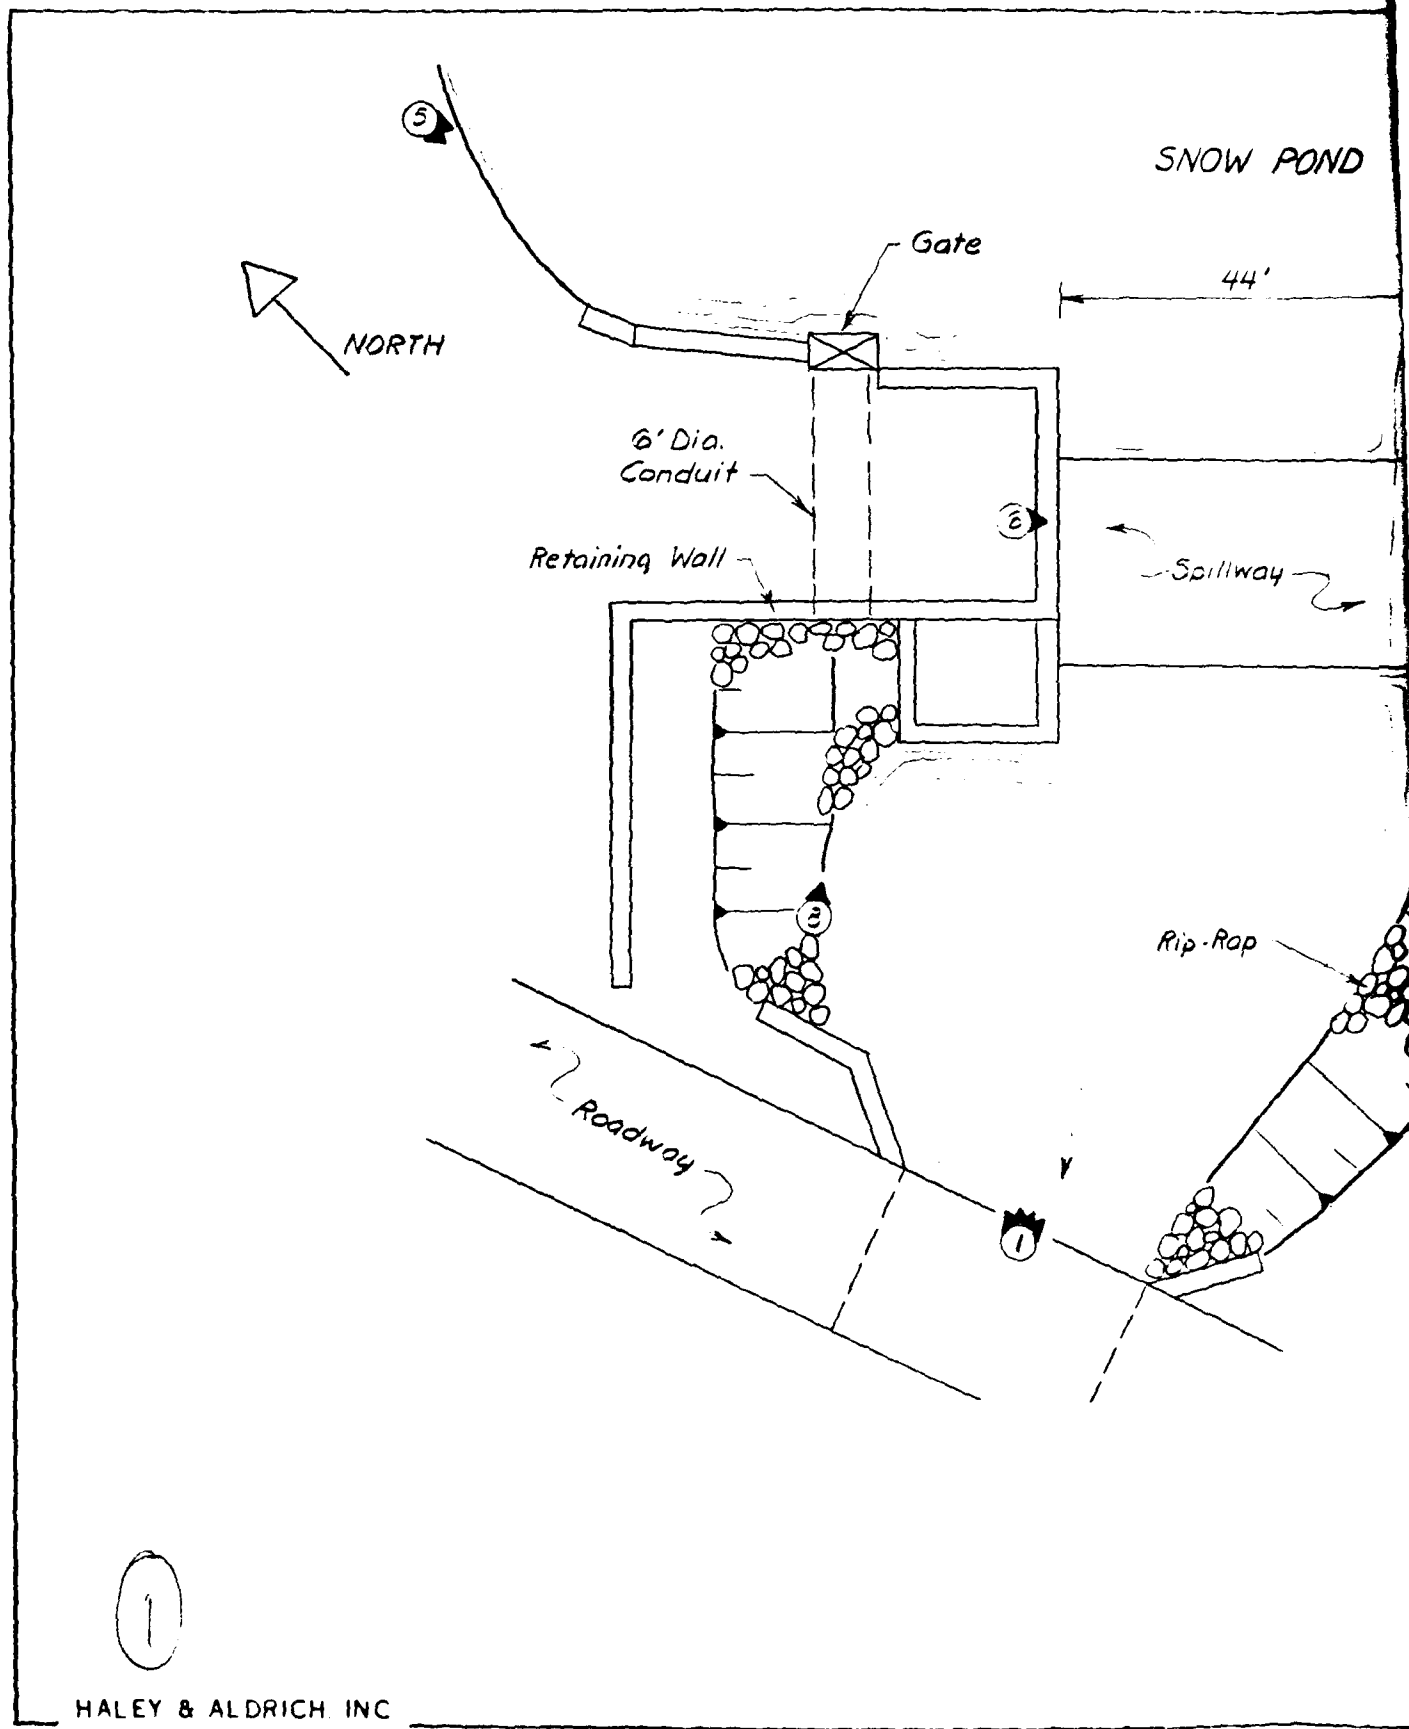 5
SNOW POND
Gate
44'
NORTH
6' Dia.
Conduit
6
Retaining Wall
Spillway
Rip-Rap
Roadway
1
1
HALEY & ALDRICH INC